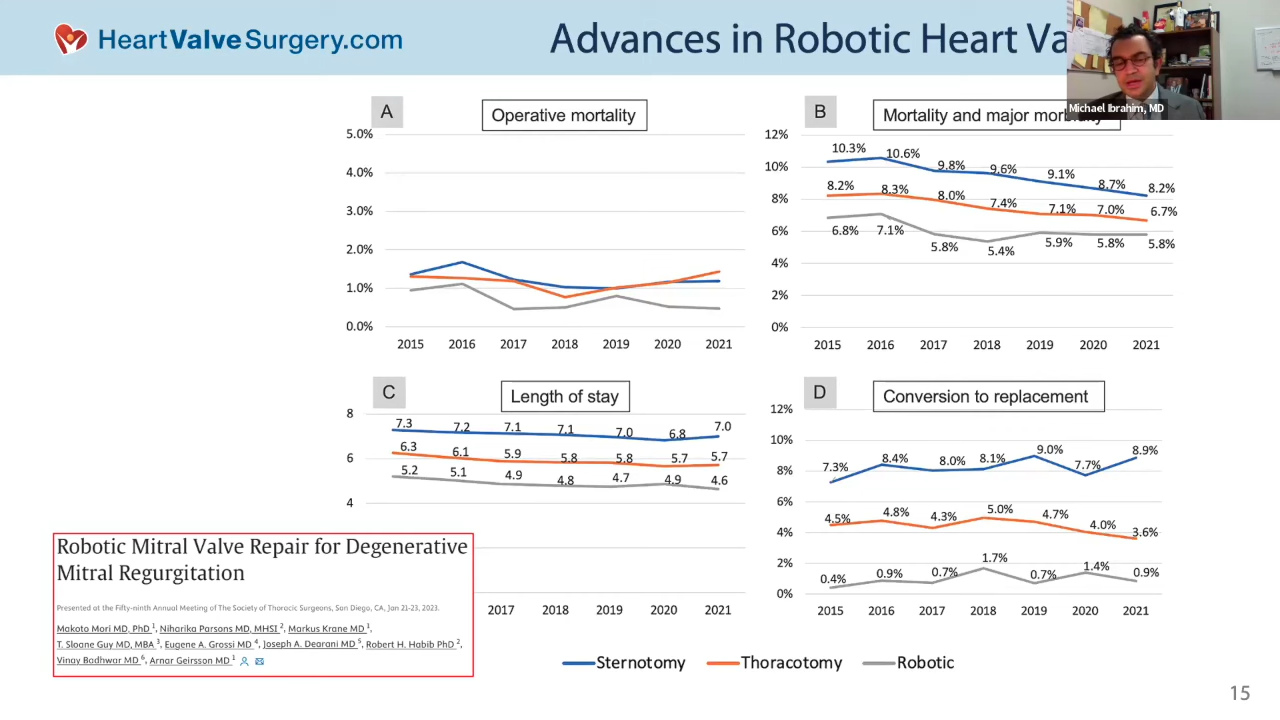 HeartValveSurgery.com
Advances in Robotic Heart Va
Michael Ibrahim, MD
A
Operative mortality
5.0%
4.0%
3.0%
2.0%
1.0%
0.0%
2015 2016 2017 2018 2019 2020 2021
B
Mortality and major morbidity
12%
10%
8%
6%
4%
2%
0%
10.3% 10.6% 9.8% 9.6% 9.1% 8.7% 8.2%
8.2% 8.3% 8.0% 7.4% 7.1% 7.0% 6.7%
6.8% 7.1% 5.8% 5.4% 5.9% 5.8% 5.8%
2015 2016 2017 2018 2019 2020 2021
C
Length of stay
8
6
4
7.3 7.2 7.1 7.1 7.0 6.8 7.0
6.3 6.1 5.9 5.8 5.8 5.7 5.7
5.2 5.1 4.9 4.8 4.7 4.9 4.6
2017 2018 2019 2020 2021
D
Conversion to replacement
12%
10%
8%
6%
4%
2%
0%
7.3% 8.4% 8.0% 8.1% 9.0% 7.7% 8.9%
4.5% 4.8% 4.3% 5.0% 4.7% 4.0% 3.6%
0.4% 0.9% 0.7% 1.7% 0.7% 1.4% 0.9%
2015 2016 2017 2018 2019 2020 2021
Robotic Mitral Valve Repair for Degenerative
Mitral Regurgitation
Presented at the Fifty-ninth Annual Meeting of The Society of Thoracic Surgeons, San Diego, CA, Jan 21-23, 2023.
Makoto Mori MD, PhD 1, Niharika Parsons MD, MHSI 2, Markus Krane MD 1,
T. Sloane Guy MD, MBA 3, Eugene A. Grossi MD 4, Joseph A. Dearani MD 5, Robert H. Habib PhD 2,
Vinay Badhwar MD 6, Arnar Geirsson MD 1
Sternotomy Thoracotomy Robotic
15